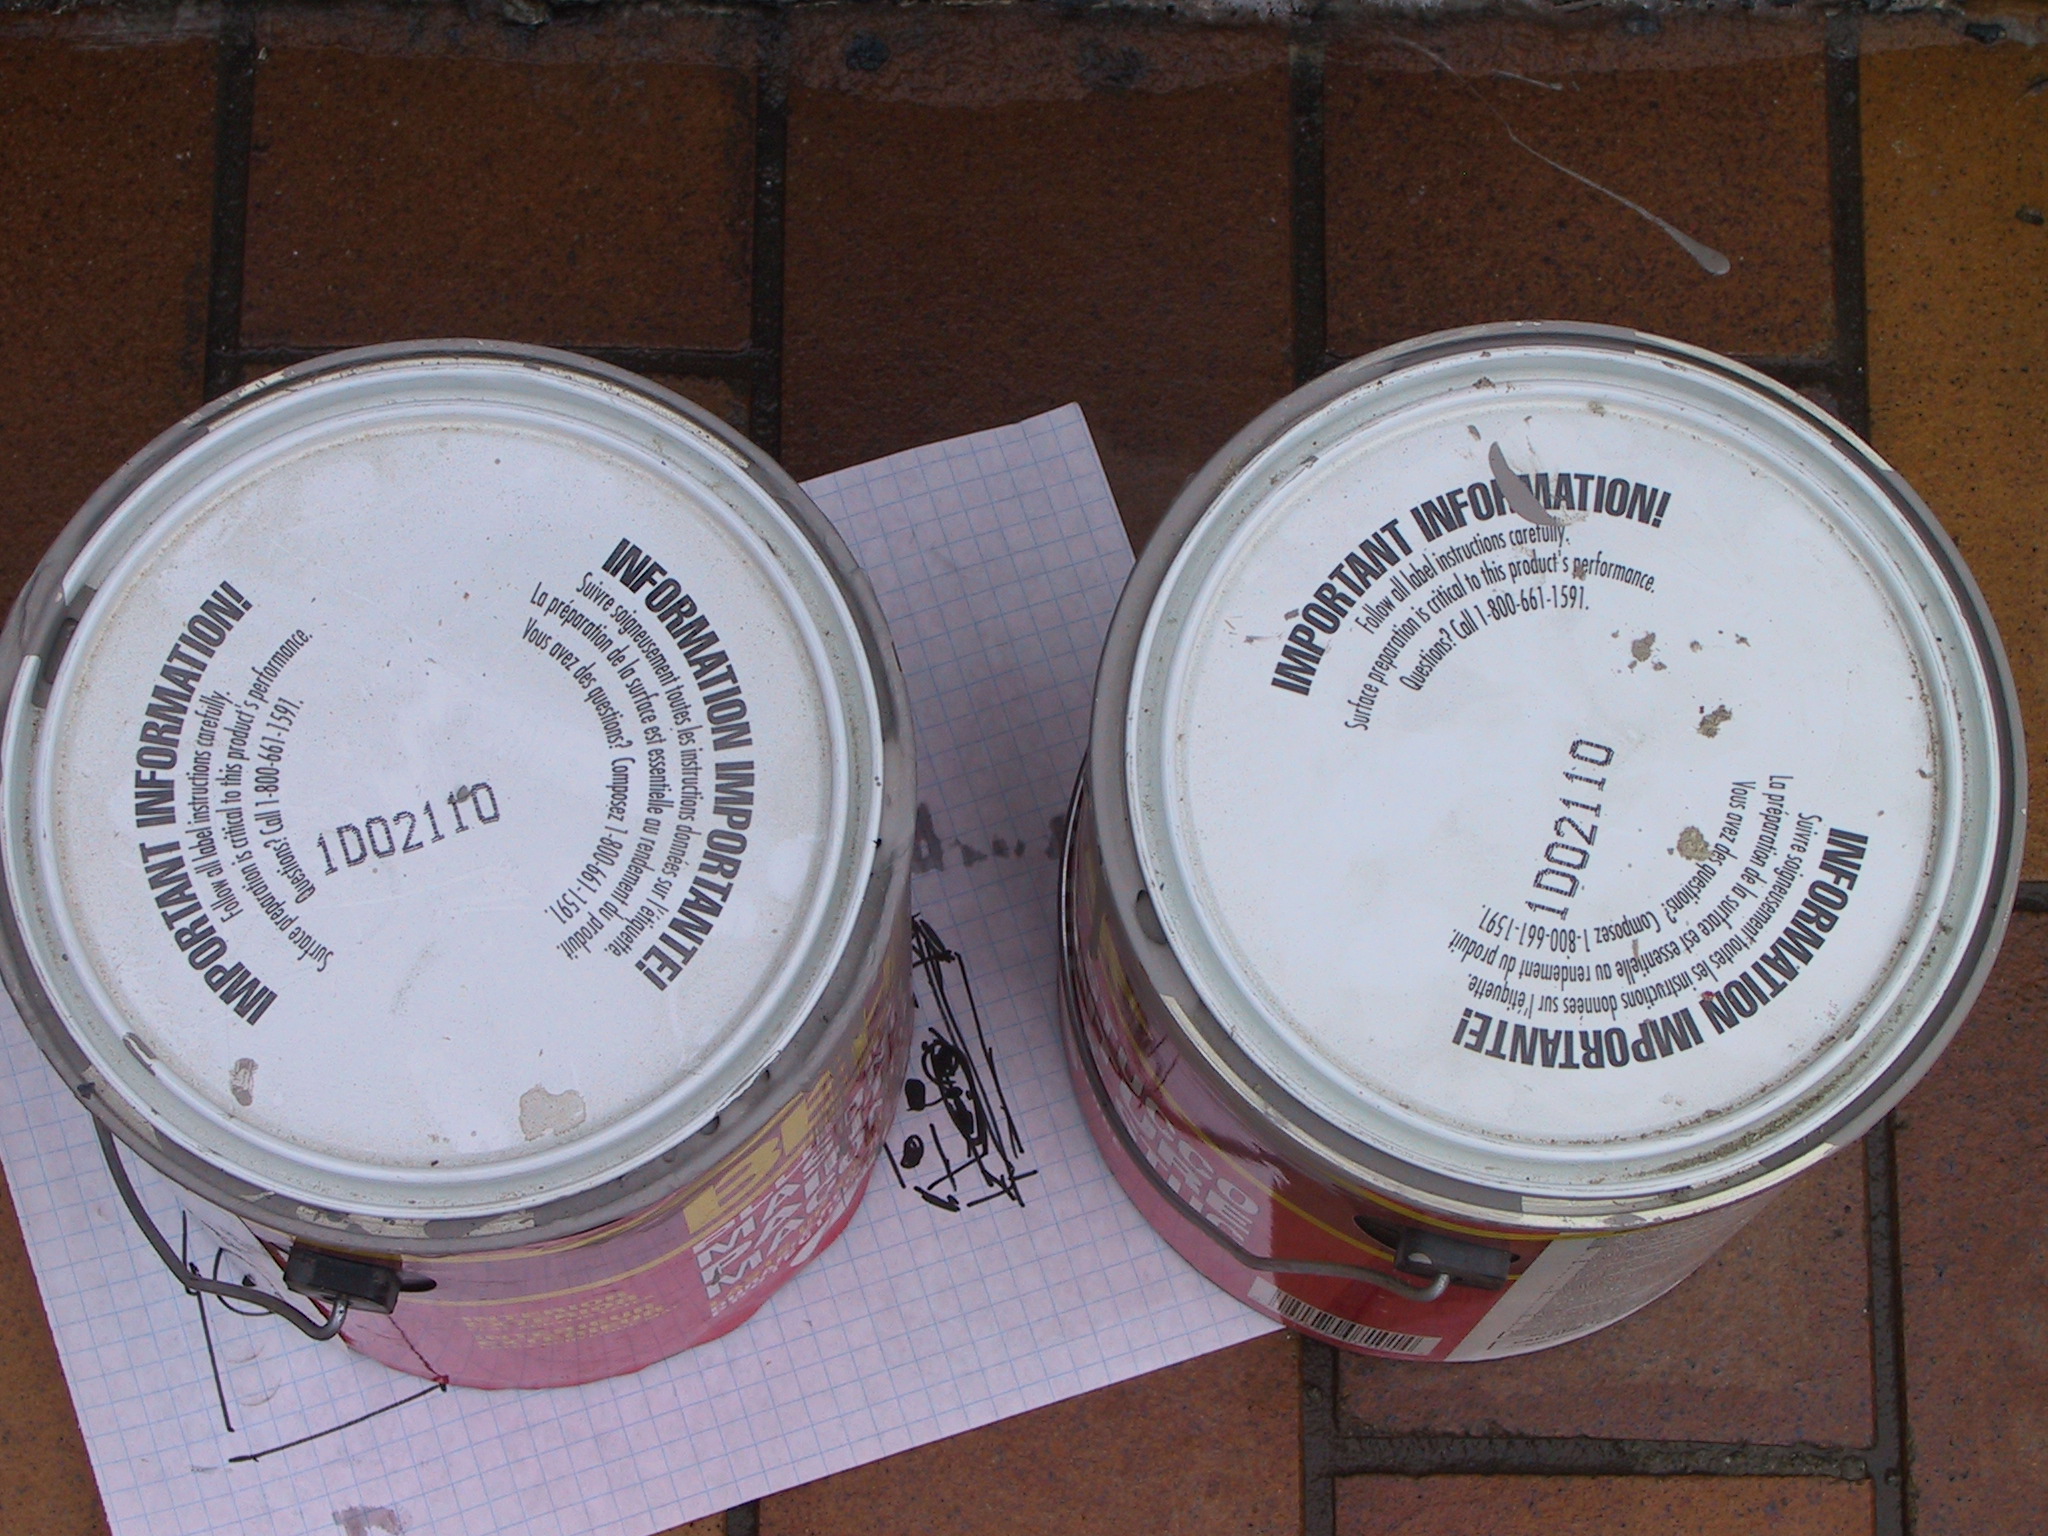 IMPORTANT INFORMATION!
Follow all label instructions carefully.
Surface preparation is critical to this product's performance.
Questions? Call 1-800-661-1591.
1D02110
INFORMATION IMPORTANTE!
Suivre soigneusement toutes les instructions données sur l'étiquette
La préparation de la surface est essentielle au rendement du produit.
Vous avez des questions? Composez 1-800-661-1591.
IMPORTANT INFORMATION!
Follow all label instructions carefully.
Surface preparation is critical to this product's performance.
Questions? Call 1-800-661-1591.
1D02110
INFORMATION IMPORTANTE!
Suivre soigneusement toutes les instructions données sur l'étiquette.
La préparation de la surface est essentielle au rendement du produit.
Vous avez des questions? Composez 1-800-661-1591.